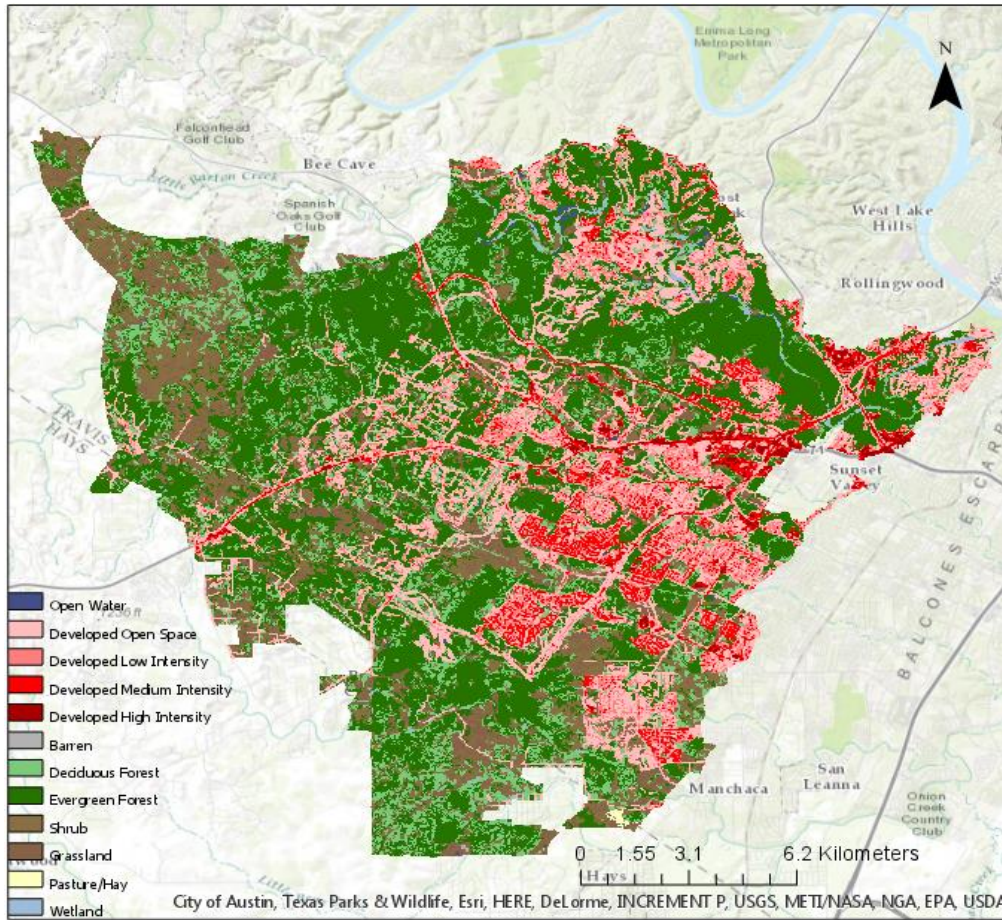 Emma Long
Metropolitan
Park
N
Falconhead
Golf Club
Bee Cave
Little Barton Creek
Spanish
Oaks Golf
Club
West Lake
Hills
Rollingwood
TRAVIS
HAYS
Sunset
Valley
BALCONES ESCARP
Open Water
Developed Open Space
Developed Low Intensity
Developed Medium Intensity
Developed High Intensity
Barren
Deciduous Forest
Evergreen Forest
Shrub
Grassland
Pasture/Hay
Wetland
Manchaca
San
Leanna
Onion
Creek
Country
Club
0 1.55 3.1 6.2 Kilometers
Hays
City of Austin, Texas Parks & Wildlife, Esri, HERE, DeLorme, INCREMENT P, USGS, METI/NASA, NGA, EPA, USDA